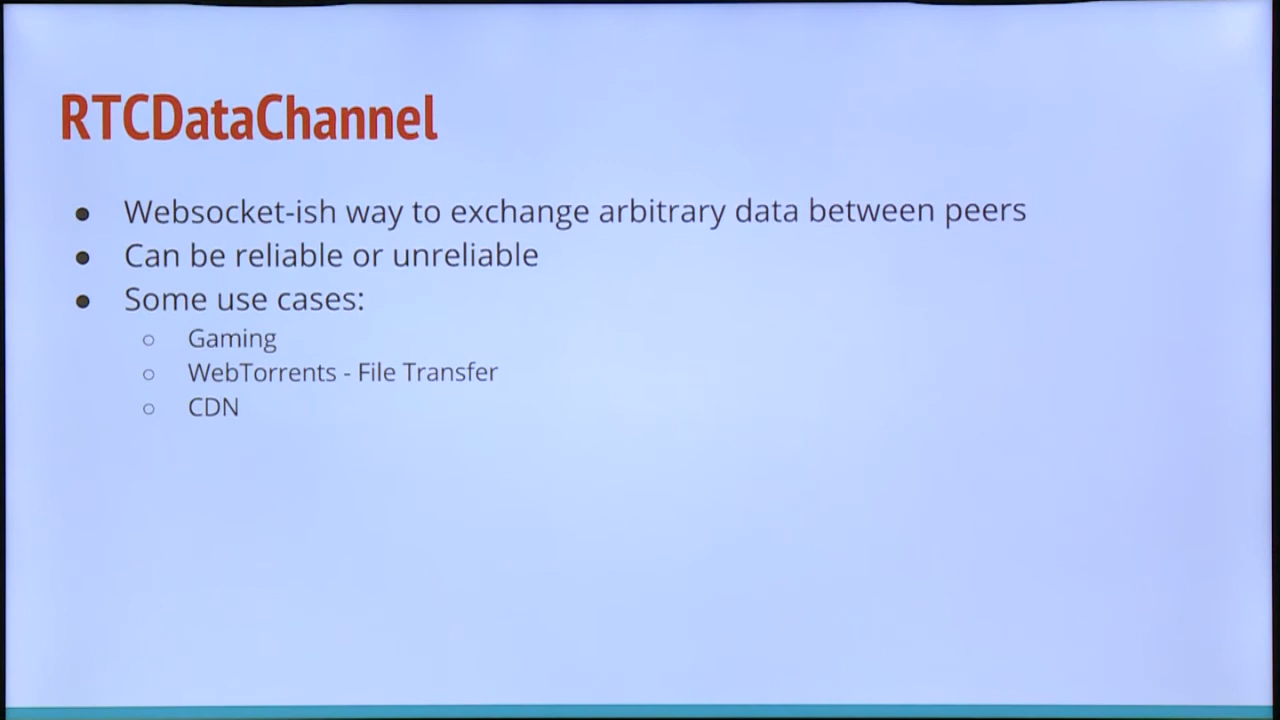 RTCDataChannel
● Websocket-ish way to exchange arbitrary data between peers
● Can be reliable or unreliable
● Some use cases:
○ Gaming
○ WebTorrents - File Transfer
○ CDN